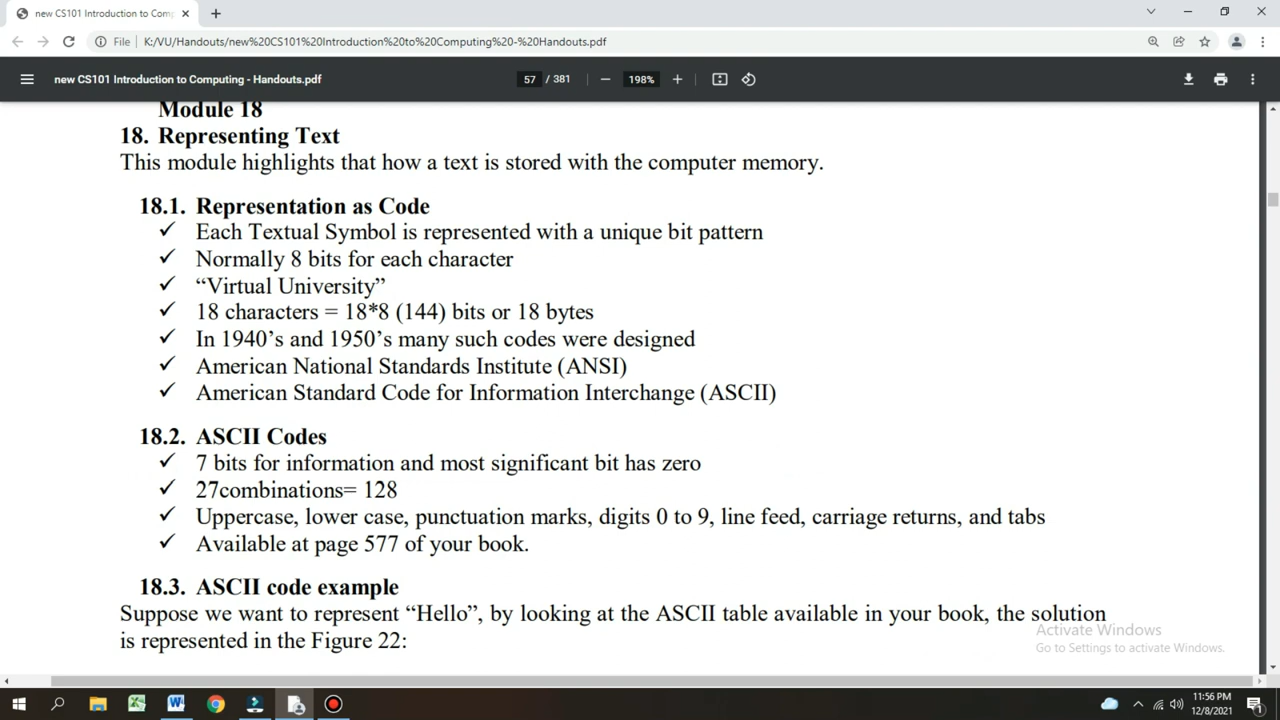 new CS101 Introduction to Comp
File
K:/VU/Handouts/new%20CS101%20Introduction%20to%20Computing%20-%20Handouts.pdf
new CS101 Introduction to Computing - Handouts.pdf
57 / 381
198%
Module 18
18. Representing Text
This module highlights that how a text is stored with the computer memory.
18.1. Representation as Code
✓ Each Textual Symbol is represented with a unique bit pattern
✓ Normally 8 bits for each character
✓ “Virtual University”
✓ 18 characters = 18*8 (144) bits or 18 bytes
✓ In 1940’s and 1950’s many such codes were designed
✓ American National Standards Institute (ANSI)
✓ American Standard Code for Information Interchange (ASCII)
18.2. ASCII Codes
✓ 7 bits for information and most significant bit has zero
✓ 27combinations= 128
✓ Uppercase, lower case, punctuation marks, digits 0 to 9, line feed, carriage returns, and tabs
✓ Available at page 577 of your book.
18.3. ASCII code example
Suppose we want to represent “Hello”, by looking at the ASCII table available in your book, the solution
is represented in the Figure 22:
Activate Windows
Go to Settings to activate Windows.
11:56 PM
12/8/2021